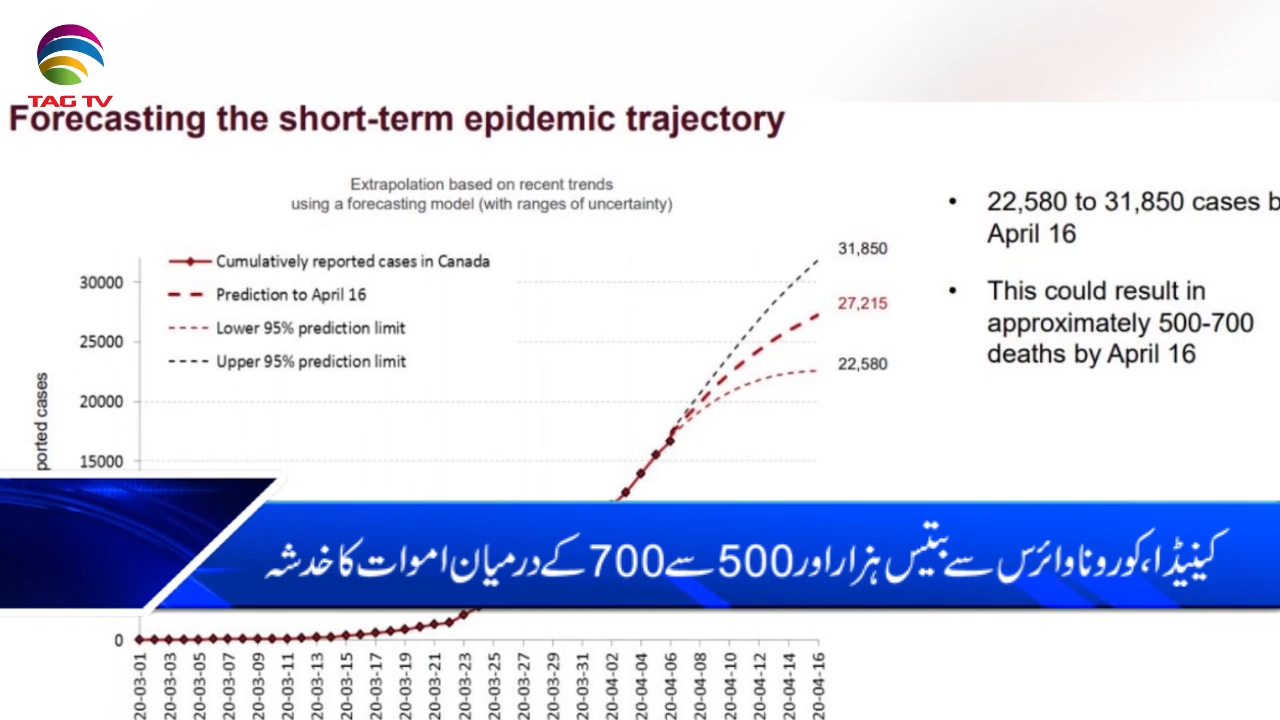 TAG TV
Forecasting the short-term epidemic trajectory
Extrapolation based on recent trends
using a forecasting model (with ranges of uncertainty)
Cumulatively reported cases in Canada
Prediction to April 16
Lower 95% prediction limit
Upper 95% prediction limit
31,850
27,215
22,580
30000
25000
20000
15000
0
ported cases
• 22,580 to 31,850 cases b
April 16
• This could result in
approximately 500-700
deaths by April 16
کینیڈا، کورونا وائرس سے بتیس ہزار اور 500 سے 700 کے درمیان اموات کا خدشہ
20-03-01
20-03-03
20-03-05
20-03-07
20-03-09
20-03-11
20-03-13
20-03-15
20-03-17
20-03-19
20-03-21
20-03-23
20-03-25
20-03-27
20-03-29
20-03-31
20-04-02
20-04-04
20-04-06
20-04-08
20-04-10
20-04-12
20-04-14
20-04-16